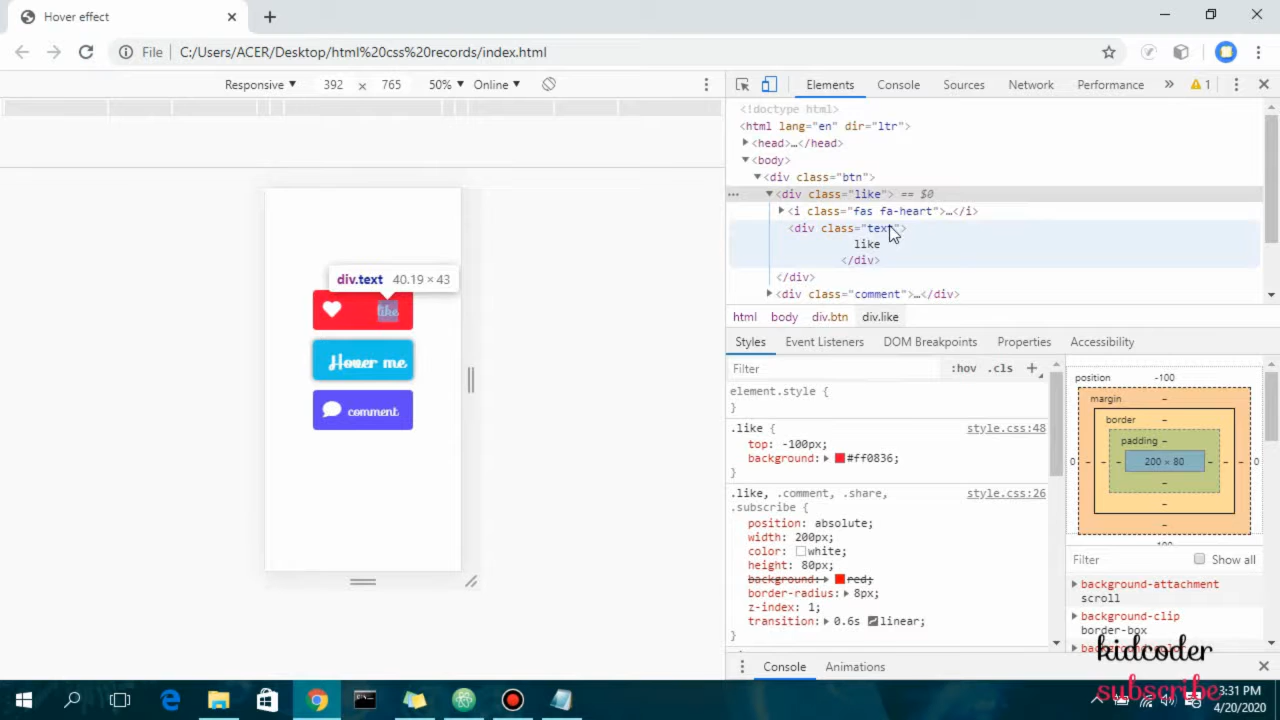 Hover effect
File C:/Users/ACER/Desktop/html%20css%20records/index.html
Responsive 392 x 765 50% Online
Elements Console Sources Network Performance » 1
<!doctype html>
<html lang="en" dir="ltr">
<head>…</head>
<body>
<div class="btn">
<div class="like"> == $0
<i class="fas fa-heart">…</i>
<div class="text">
like
</div>
</div>
<div class="comment">…</div>
div.text 40.19 × 43
like
Hover me
comment
html body div.btn div.like
Styles Event Listeners DOM Breakpoints Properties Accessibility
Filter :hov .cls +
element.style {
}
.like { style.css:48
top: -100px;
background: #ff0836;
}
.like, .comment, .share, style.css:26
.subscribe {
position: absolute;
width: 200px;
color: white;
height: 80px;
background: red;
border-radius: 8px;
z-index: 1;
transition: 0.6s linear;
}
position -100
margin –
border –
padding –
0 – – – 200 × 80 – – – 0
–
–
–
Filter Show all
background-attachment
scroll
background-clip
border-box
Console Animations
kidcoder
subscribe
3:31 PM
4/20/2020